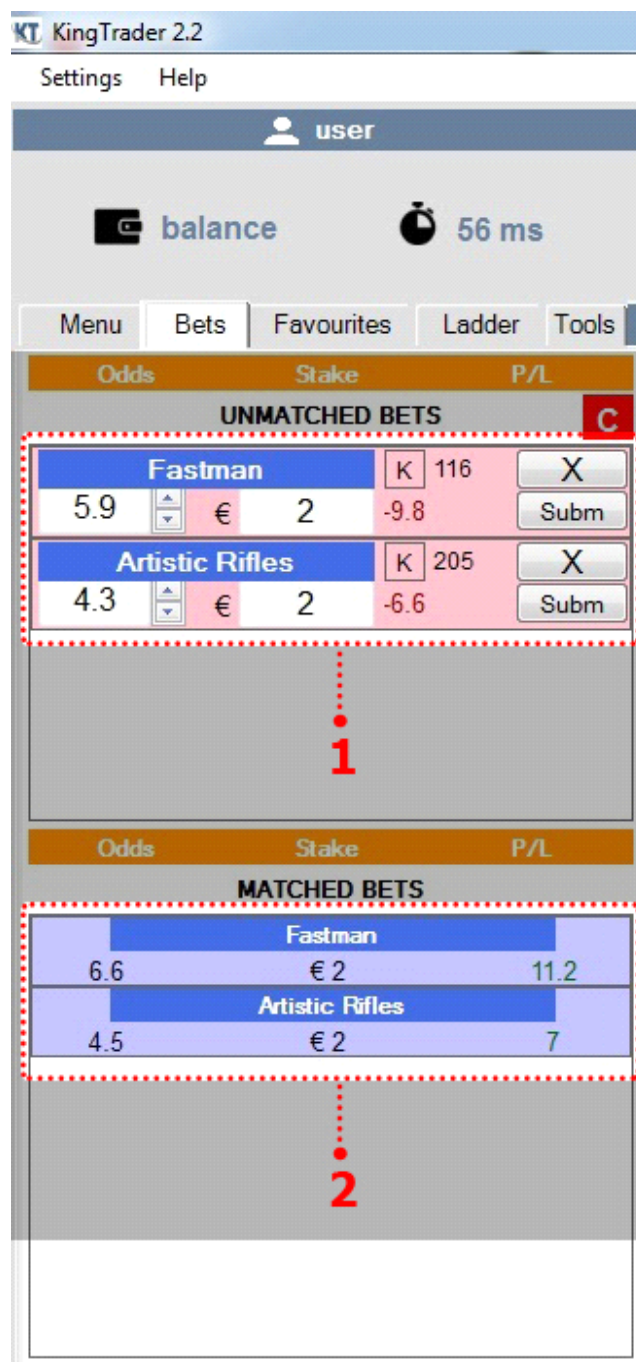 KT KingTrader 2.2
Settings Help
user
balance 56 ms
Menu Bets Favourites Ladder Tools
Odds Stake P/L
UNMATCHED BETS C
Fastman K 116 X
5.9 € 2 -9.8 Subm
Artistic Rifles K 205 X
4.3 € 2 -6.6 Subm
1
Odds Stake P/L
MATCHED BETS
Fastman
6.6 € 2 11.2
Artistic Rifles
4.5 € 2 7
2